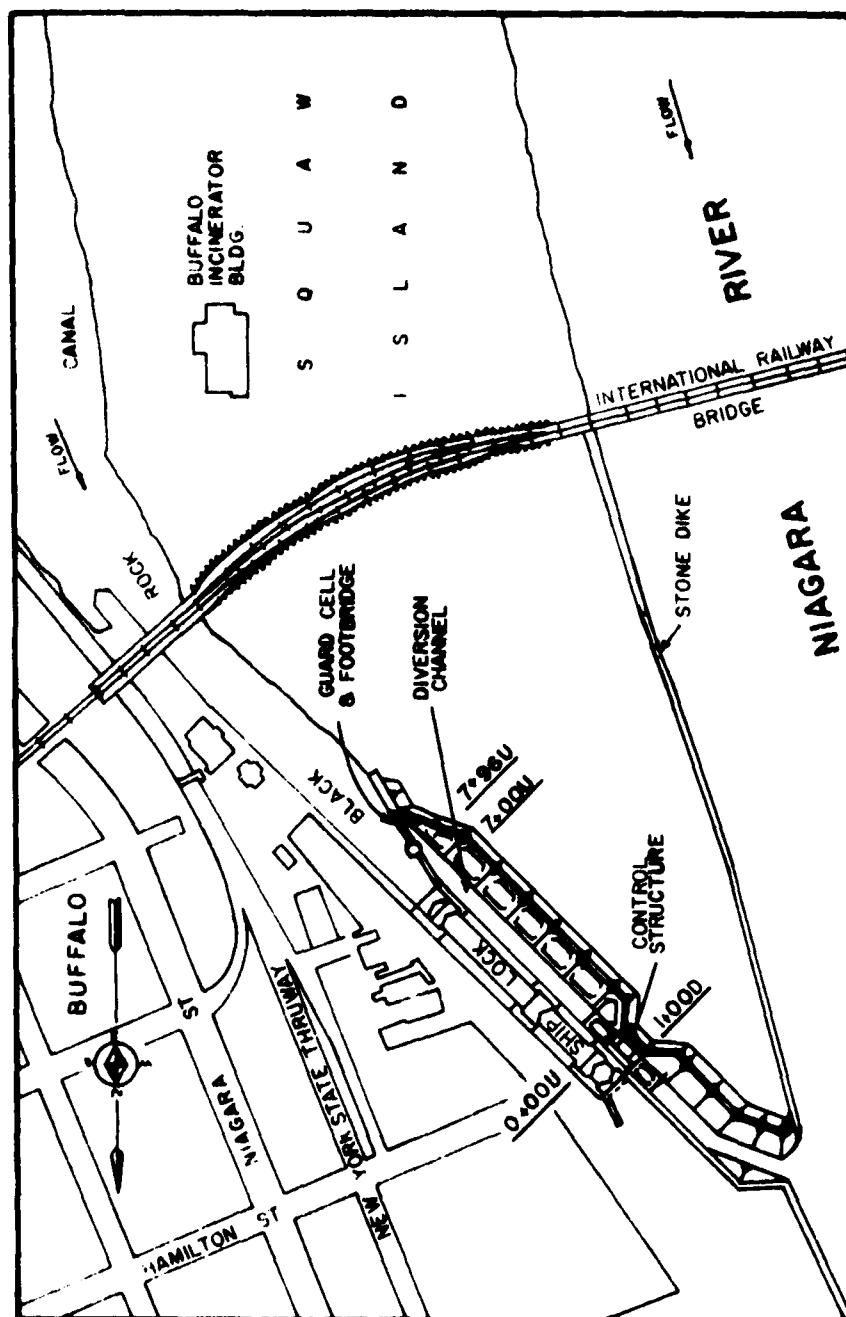 BUFFALO
INCINERATOR
BLDG.
SQUAW
ISLAND
FLOW
RIVER
CANAL
FLOW
ROCK
INTERNATIONAL RAILWAY
BRIDGE
GUARD CELL
& FOOTBRIDGE
DIVERSION
CHANNEL
STONE DIKE
NIAGARA
BLACK
7+96U
7+00U
CONTROL
STRUCTURE
1+00D
LOCK
SHIP
0+00U
BUFFALO
NIAGARA
ST
NEW YORK STATE THRUWAY
HAMILTON ST